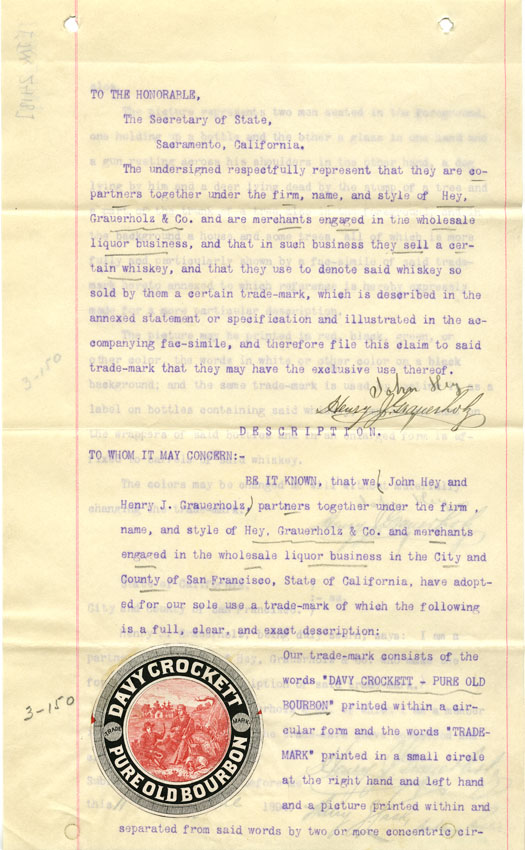 TO THE HONORABLE,
The Secretary of State,
Sacramento, California.
The undersigned respectfully represent that they are co-
partners together under the firm, name, and style of Hey,
Grauerholz & Co. and are merchants engaged in the wholesale
liquor business, and that in such business they sell a cer-
tain whiskey, and that they use to denote said whiskey so
sold by them a certain trade-mark, which is described in the
annexed statement or specification and illustrated in the ac-
companying fac-simile, and therefore file this claim to said
trade-mark that they may have the exclusive use thereof.
3-150
John Hey
Henry J. Grauerholz
DESCRIPTION.
TO WHOM IT MAY CONCERN:-
BE IT KNOWN, that we( John Hey and
Henry J. Grauerholz) partners together under the firm ,
name, and style of Hey, Grauerholz & Co. and merchants
engaged in the wholesale liquor business in the City and
County of San Francisco, State of California, have adopt-
ed for our sole use a trade-mark of which the following
is a full, clear, and exact description:
Our trade-mark consists of the
words "DAVY CROCKETT - PURE OLD
BOURBON" printed within a cir-
cular form and the words "TRADE-
MARK" printed in a small circle
at the right hand and left hand
and a picture printed within and
separated from said words by two or more concentric cir-
3-150
DAVY CROCKETT
TRADE
MARK
PURE OLD BOURBON